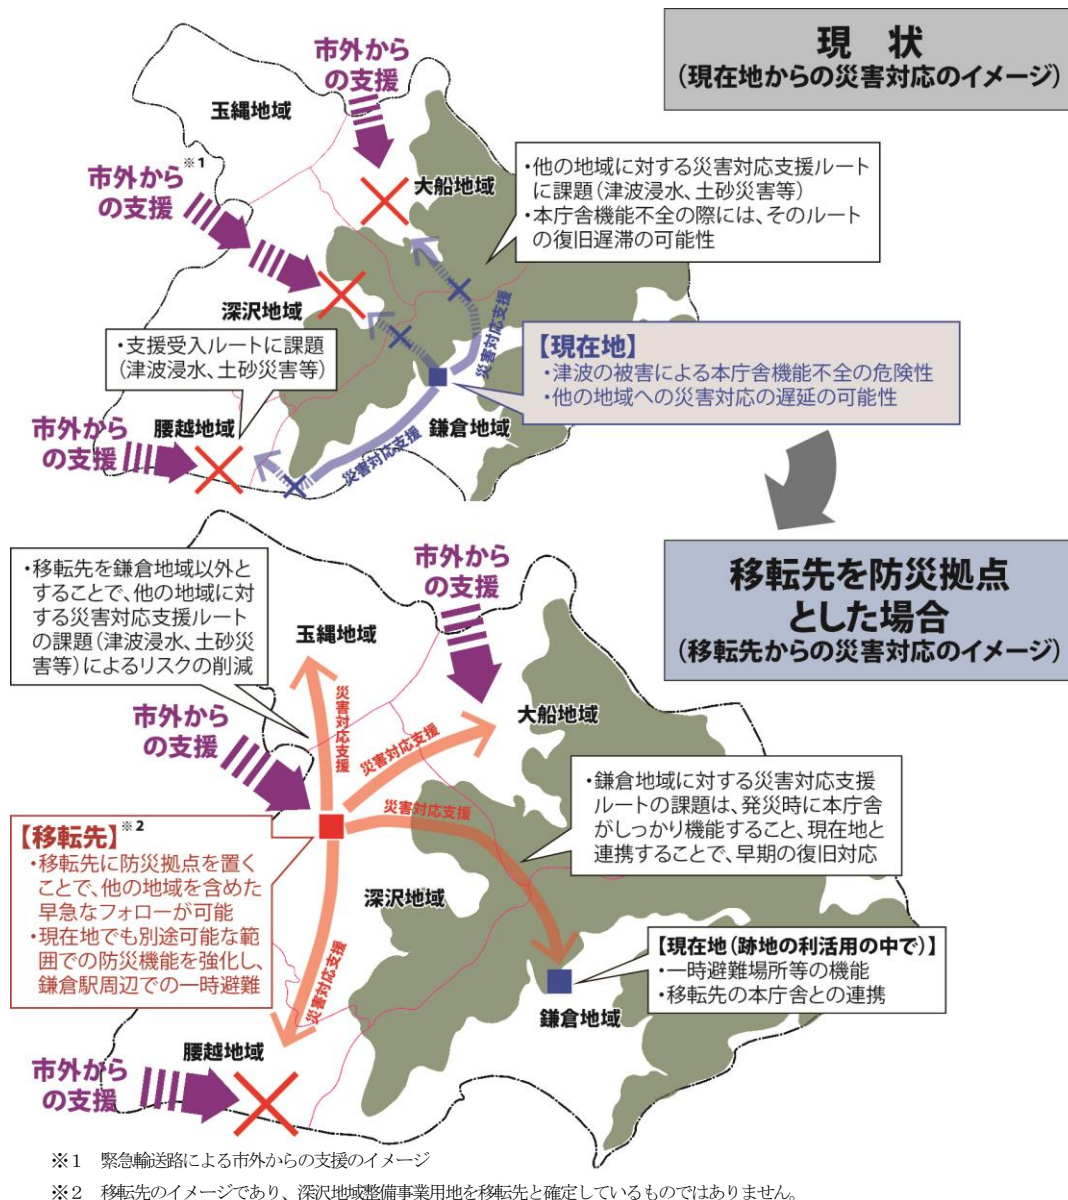 現 状
(現在地からの災害対応のイメージ)
市外から
の支援
玉縄地域
※1
市外から
の支援
大船地域
・他の地域に対する災害対応支援ルート
に課題(津波浸水、土砂災害等)
・本庁舎機能不全の際には、そのルート
の復旧遅滞の可能性
深沢地域
・支援受入ルートに課題
(津波浸水、土砂災害等)
災害対応支援
【現在地】
・津波の被害による本庁舎機能不全の危険性
・他の地域への災害対応の遅延の可能性
市外から
の支援
腰越地域
災害対応支援
鎌倉地域
移転先を防災拠点
とした場合
(移転先からの災害対応のイメージ)
・移転先を鎌倉地域以外と
することで、他の地域に対
する災害対応支援ルート
の課題(津波浸水、土砂災
害等)によるリスクの削減
市外から
の支援
玉縄地域
市外から
の支援
災害対応支援
大船地域
災害対応支援
災害対応支援
・鎌倉地域に対する災害対応支援
ルートの課題は、発災時に本庁舎
がしっかり機能すること、現在地と
連携することで、早期の復旧対応
【移転先】※2
・移転先に防災拠点を置く
ことで、他の地域を含めた
早急なフォローが可能
・現在地でも別途可能な範
囲での防災機能を強化し、
鎌倉駅周辺での一時避難
深沢地域
災害対応支援
【現在地(跡地の利活用の中で)】
・一時避難場所等の機能
・移転先の本庁舎との連携
鎌倉地域
腰越地域
市外から
の支援
※1 緊急輸送路による市外からの支援のイメージ
※2 移転先のイメージであり、深沢地域整備事業用地を移転先と確定しているものではありません。